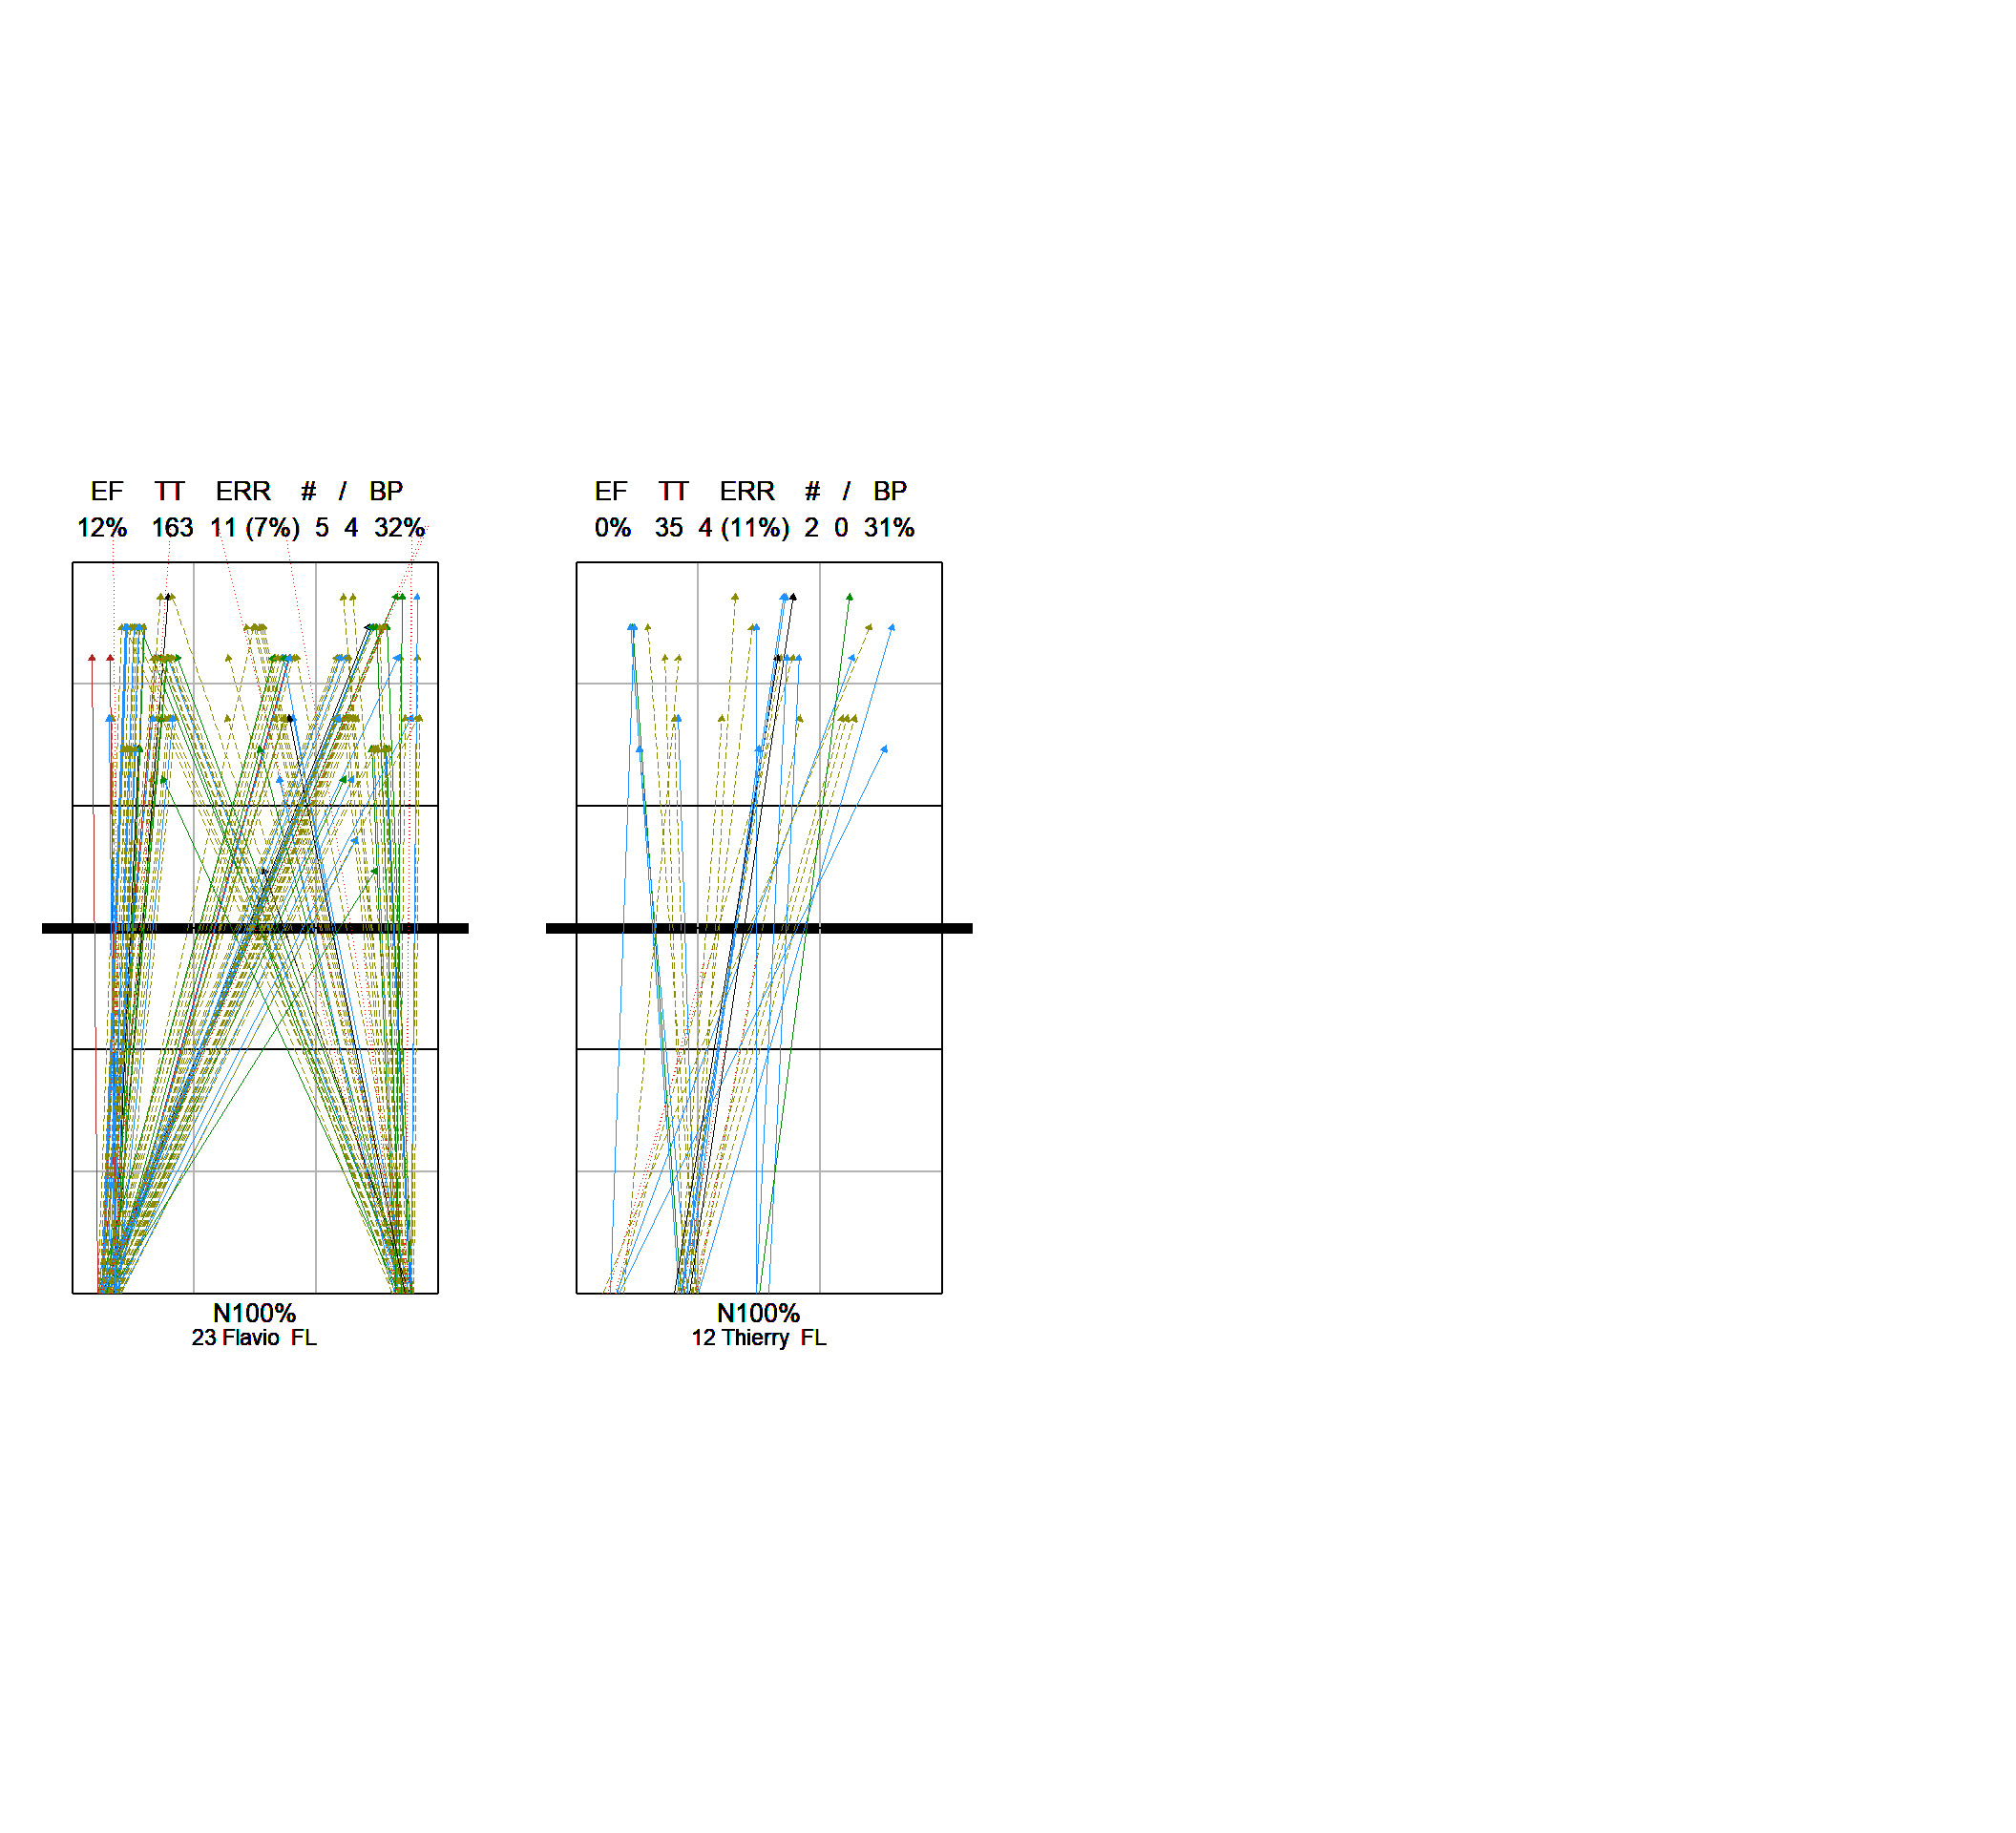 EF TT ERR # / BP
12% 163 11 (7%) 5 4 32%
N100%
23 Flavio FL
EF TT ERR # / BP
0% 35 4 (11%) 2 0 31%
N100%
12 Thierry FL